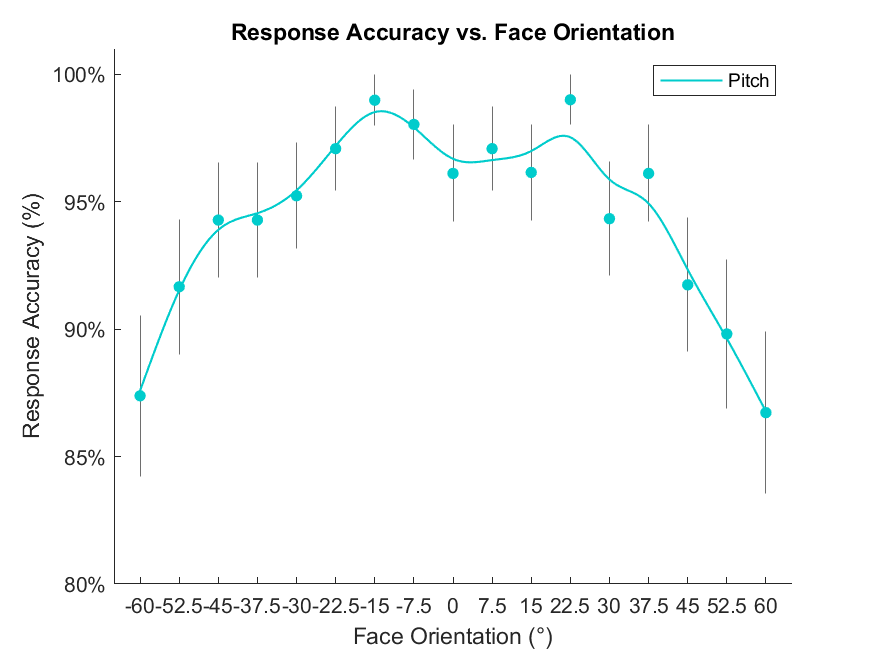 Response Accuracy vs. Face Orientation
100%
Pitch
95%
90%
85%
80%
Response Accuracy (%)
-60 -52.5 -45 -37.5 -30 -22.5 -15 -7.5 0 7.5 15 22.5 30 37.5 45 52.5 60
Face Orientation (°)